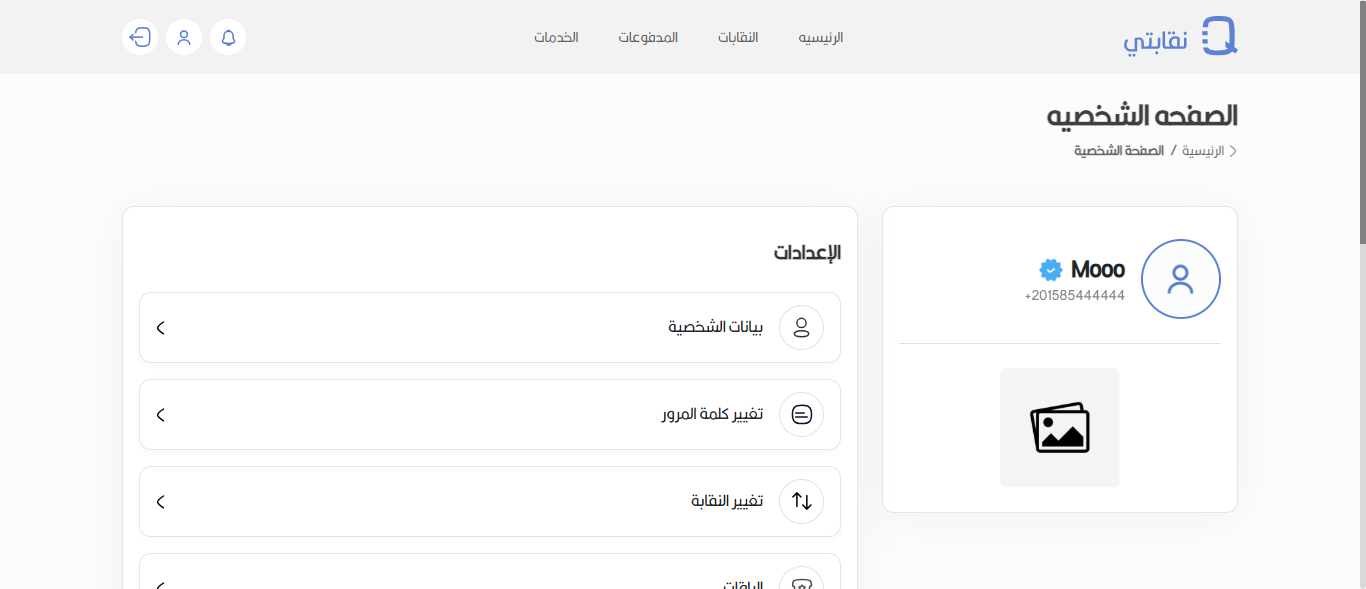 نقابتي
الرئيسيه
النقابات
المدفوعات
الخدمات
الصفحه الشخصيه
الرئيسية / الصفحة الشخصية
Mooo
+201585444444
الإعدادات
بيانات الشخصية
تغيير كلمة المرور
تغيير النقابة
الباقات